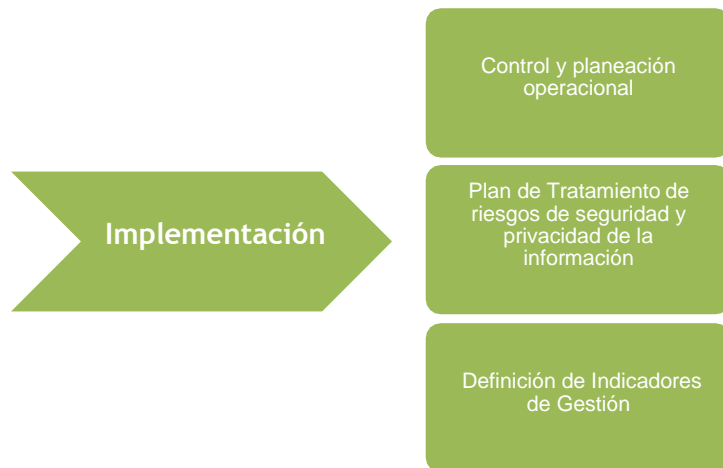 Control y planeación
operacional
Implementación
Plan de Tratamiento de
riesgos de seguridad y
privacidad de la
información
Definición de Indicadores
de Gestión